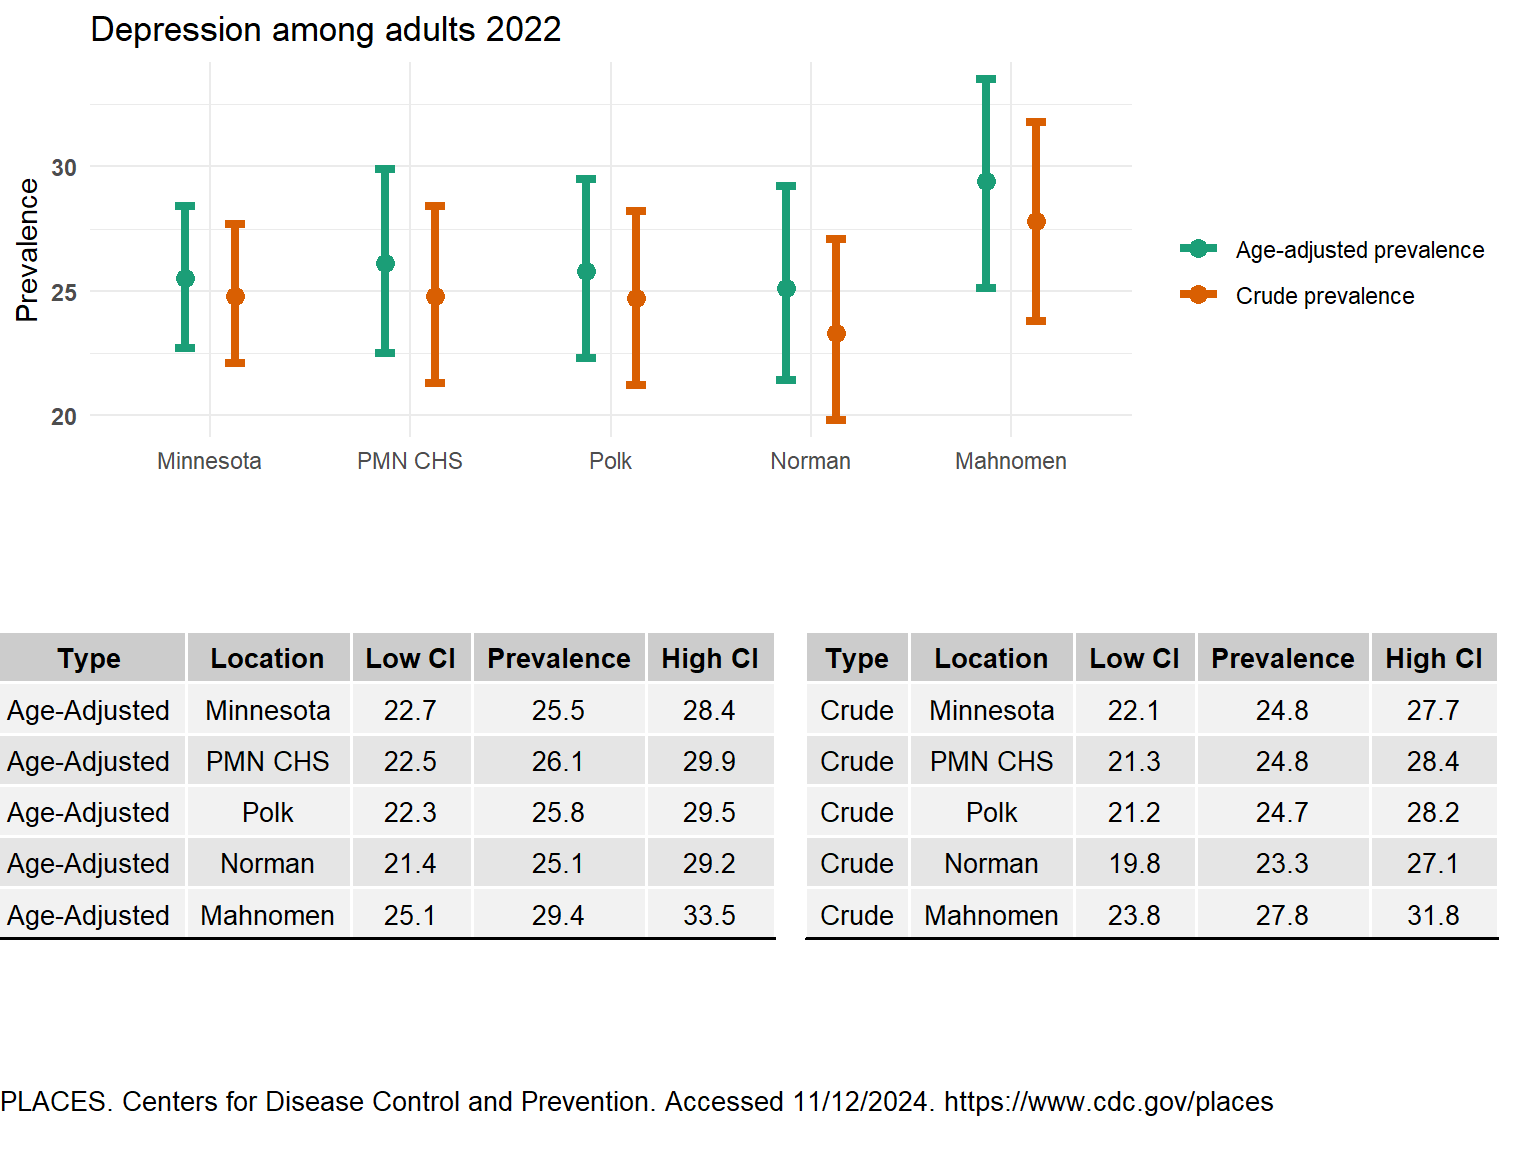 Depression among adults 2022
Prevalence
30
25
20
Minnesota PMN CHS Polk Norman Mahnomen
Age-adjusted prevalence
Crude prevalence
Type Location Low CI Prevalence High CI
Age-Adjusted Minnesota 22.7 25.5 28.4
Age-Adjusted PMN CHS 22.5 26.1 29.9
Age-Adjusted Polk 22.3 25.8 29.5
Age-Adjusted Norman 21.4 25.1 29.2
Age-Adjusted Mahnomen 25.1 29.4 33.5
Type Location Low CI Prevalence High CI
Crude Minnesota 22.1 24.8 27.7
Crude PMN CHS 21.3 24.8 28.4
Crude Polk 21.2 24.7 28.2
Crude Norman 19.8 23.3 27.1
Crude Mahnomen 23.8 27.8 31.8
PLACES. Centers for Disease Control and Prevention. Accessed 11/12/2024. https://www.cdc.gov/places